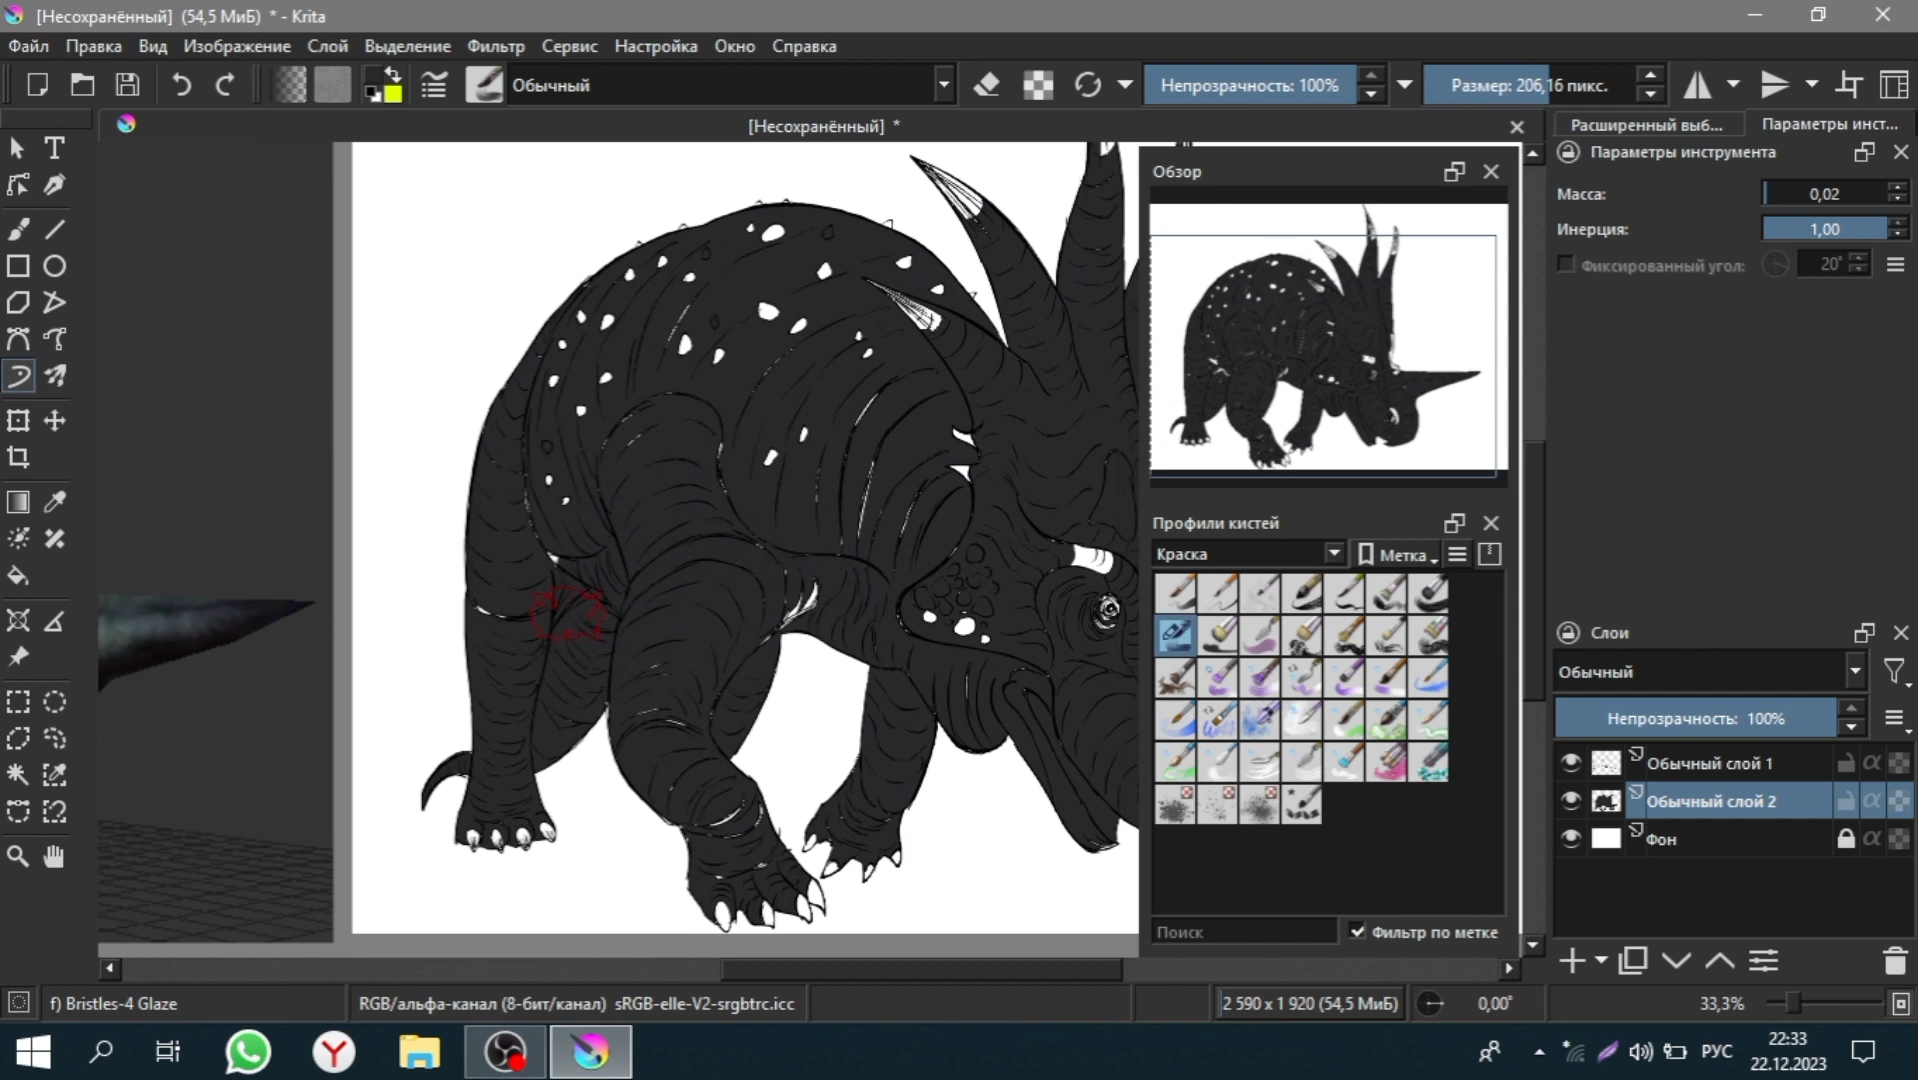 [Несохранённый] (54,5 МиБ) * - Krita
Файл Правка Вид Изображение Слой Выделение Фильтр Сервис Настройка Окно Справка
Обычный
Непрозрачность: 100%
Размер: 206,16 пикс.
[Несохранённый] *
Расширенный выб...
Параметры инст...
Параметры инструмента
Масса: 0,02
Инерция: 1,00
Фиксированный угол: 20°
Обзор
Профили кистей
Краска
Метка
Поиск
Фильтр по метке
Слои
Обычный
Непрозрачность: 100%
Обычный слой 1
Обычный слой 2
Фон
f) Bristles-4 Glaze
RGB/альфа-канал (8-бит/канал) sRGB-elle-V2-srgbtrc.icc
2 590 x 1 920 (54,5 МиБ)
0,00°
33,3%
РУС
22:33
22.12.2023